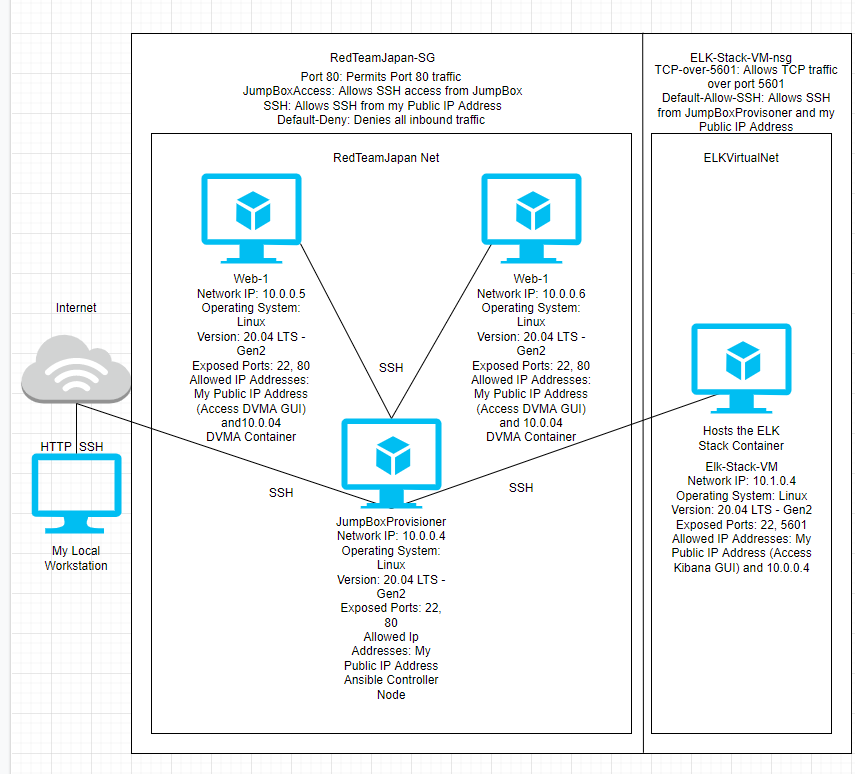 RedTeamJapan-SG
Port 80: Permits Port 80 traffic
JumpBoxAccess: Allows SSH access from JumpBox
SSH: Allows SSH from my Public IP Address
Default-Deny: Denies all inbound traffic
ELK-Stack-VM-nsg
TCP-over-5601: Allows TCP traffic
over port 5601
Default-Allow-SSH: Allows SSH
from JumpBoxProvisoner and my
Public IP Address
RedTeamJapan Net
ELKVirtualNet
Web-1
Network IP: 10.0.0.5
Operating System:
Linux
Version: 20.04 LTS -
Gen2
Exposed Ports: 22, 80
Allowed IP Addresses:
My Public IP Address
(Access DVMA GUI)
and10.0.04
DVMA Container
Web-1
Network IP: 10.0.0.6
Operating System:
Linux
Version: 20.04 LTS -
Gen2
Exposed Ports: 22, 80
Allowed IP Addresses:
My Public IP Address
(Access DVMA GUI)
and 10.0.04
DVMA Container
Internet
SSH
HTTP
SSH
My Local
Workstation
SSH
SSH
JumpBoxProvisioner
Network IP: 10.0.0.4
Operating System:
Linux
Version: 20.04 LTS -
Gen2
Exposed Ports: 22,
80
Allowed Ip
Addresses: My
Public IP Address
Ansible Controller
Node
Hosts the ELK
Stack Container
Elk-Stack-VM
Network IP: 10.1.0.4
Operating System: Linux
Version: 20.04 LTS - Gen2
Exposed Ports: 22, 5601
Allowed IP Addresses: My
Public IP Address (Access
Kibana GUI) and 10.0.0.4